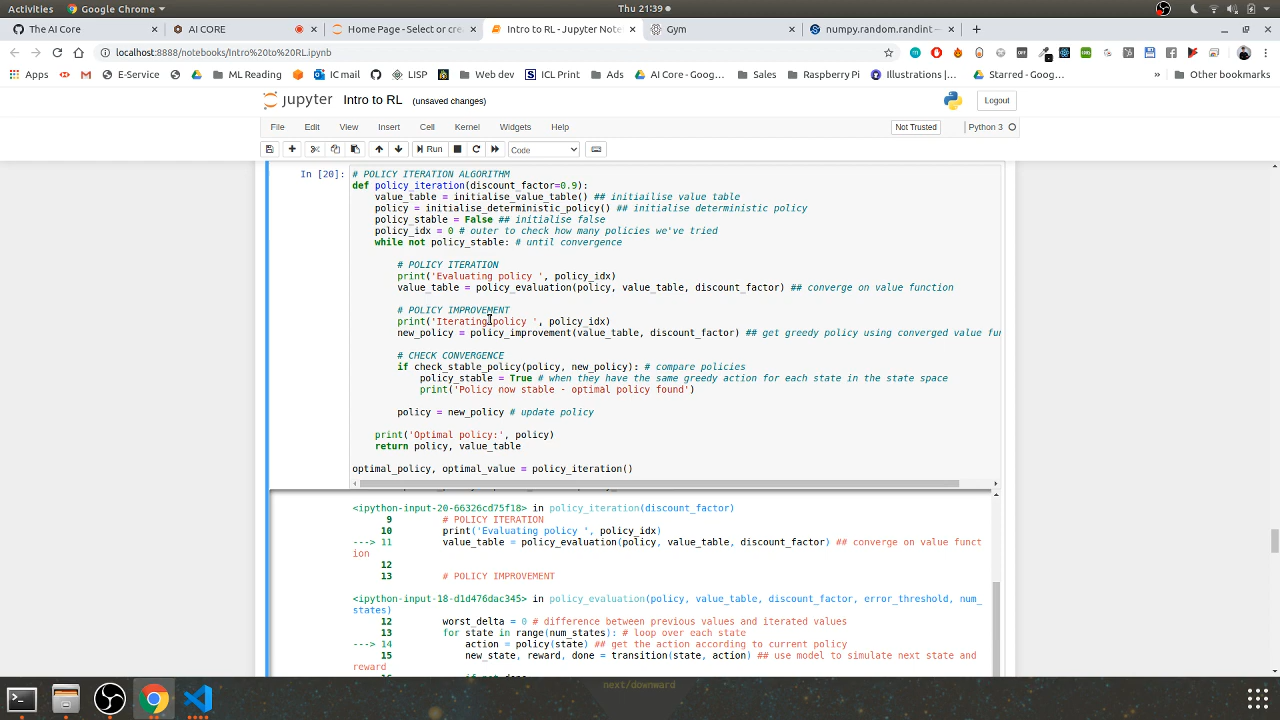 Activities
Google Chrome
Thu 21:39
The AI Core
AI CORE
Home Page - Select or cre
Intro to RL - Jupyter Note
Gym
numpy.random.randint —
localhost:8888/notebooks/Intro%20to%20RL.ipynb
Apps
E-Service
ML Reading
IC mail
LISP
Web dev
ICL Print
Ads
AI Core - Goog...
Sales
Raspberry Pi
Illustrations |...
Starred - Goog...
Other bookmarks
jupyter
Intro to RL
(unsaved changes)
Logout
File
Edit
View
Insert
Cell
Kernel
Widgets
Help
Not Trusted
Python 3
Run
Code
In [20]:
# POLICY ITERATION ALGORITHM
def policy_iteration(discount_factor=0.9):
value_table = initialise_value_table() ## initiailise value table
policy = initialise_deterministic_policy() ## initialise deterministic policy
policy_stable = False ## initialise false
policy_idx = 0 # outer to check how many policies we've tried
while not policy_stable: # until convergence
# POLICY ITERATION
print('Evaluating policy ', policy_idx)
value_table = policy_evaluation(policy, value_table, discount_factor) ## converge on value function
# POLICY IMPROVEMENT
print('Iterating policy ', policy_idx)
new_policy = policy_improvement(value_table, discount_factor) ## get greedy policy using converged value fun
# CHECK CONVERGENCE
if check_stable_policy(policy, new_policy): # compare policies
policy_stable = True # when they have the same greedy action for each state in the state space
print('Policy now stable - optimal policy found')
policy = new_policy # update policy
print('Optimal policy:', policy)
return policy, value_table
optimal_policy, optimal_value = policy_iteration()
<ipython-input-20-66326cd75f18> in policy_iteration(discount_factor)
9 # POLICY ITERATION
10 print('Evaluating policy ', policy_idx)
---> 11 value_table = policy_evaluation(policy, value_table, discount_factor) ## converge on value funct
ion
12
13 # POLICY IMPROVEMENT
<ipython-input-18-d1d476dac345> in policy_evaluation(policy, value_table, discount_factor, error_threshold, num_
states)
12 worst_delta = 0 # difference between previous values and iterated values
13 for state in range(num_states): # loop over each state
---> 14 action = policy(state) ## get the action according to current policy
15 new_state, reward, done = transition(state, action) ## use model to simulate next state and
reward
next/downward